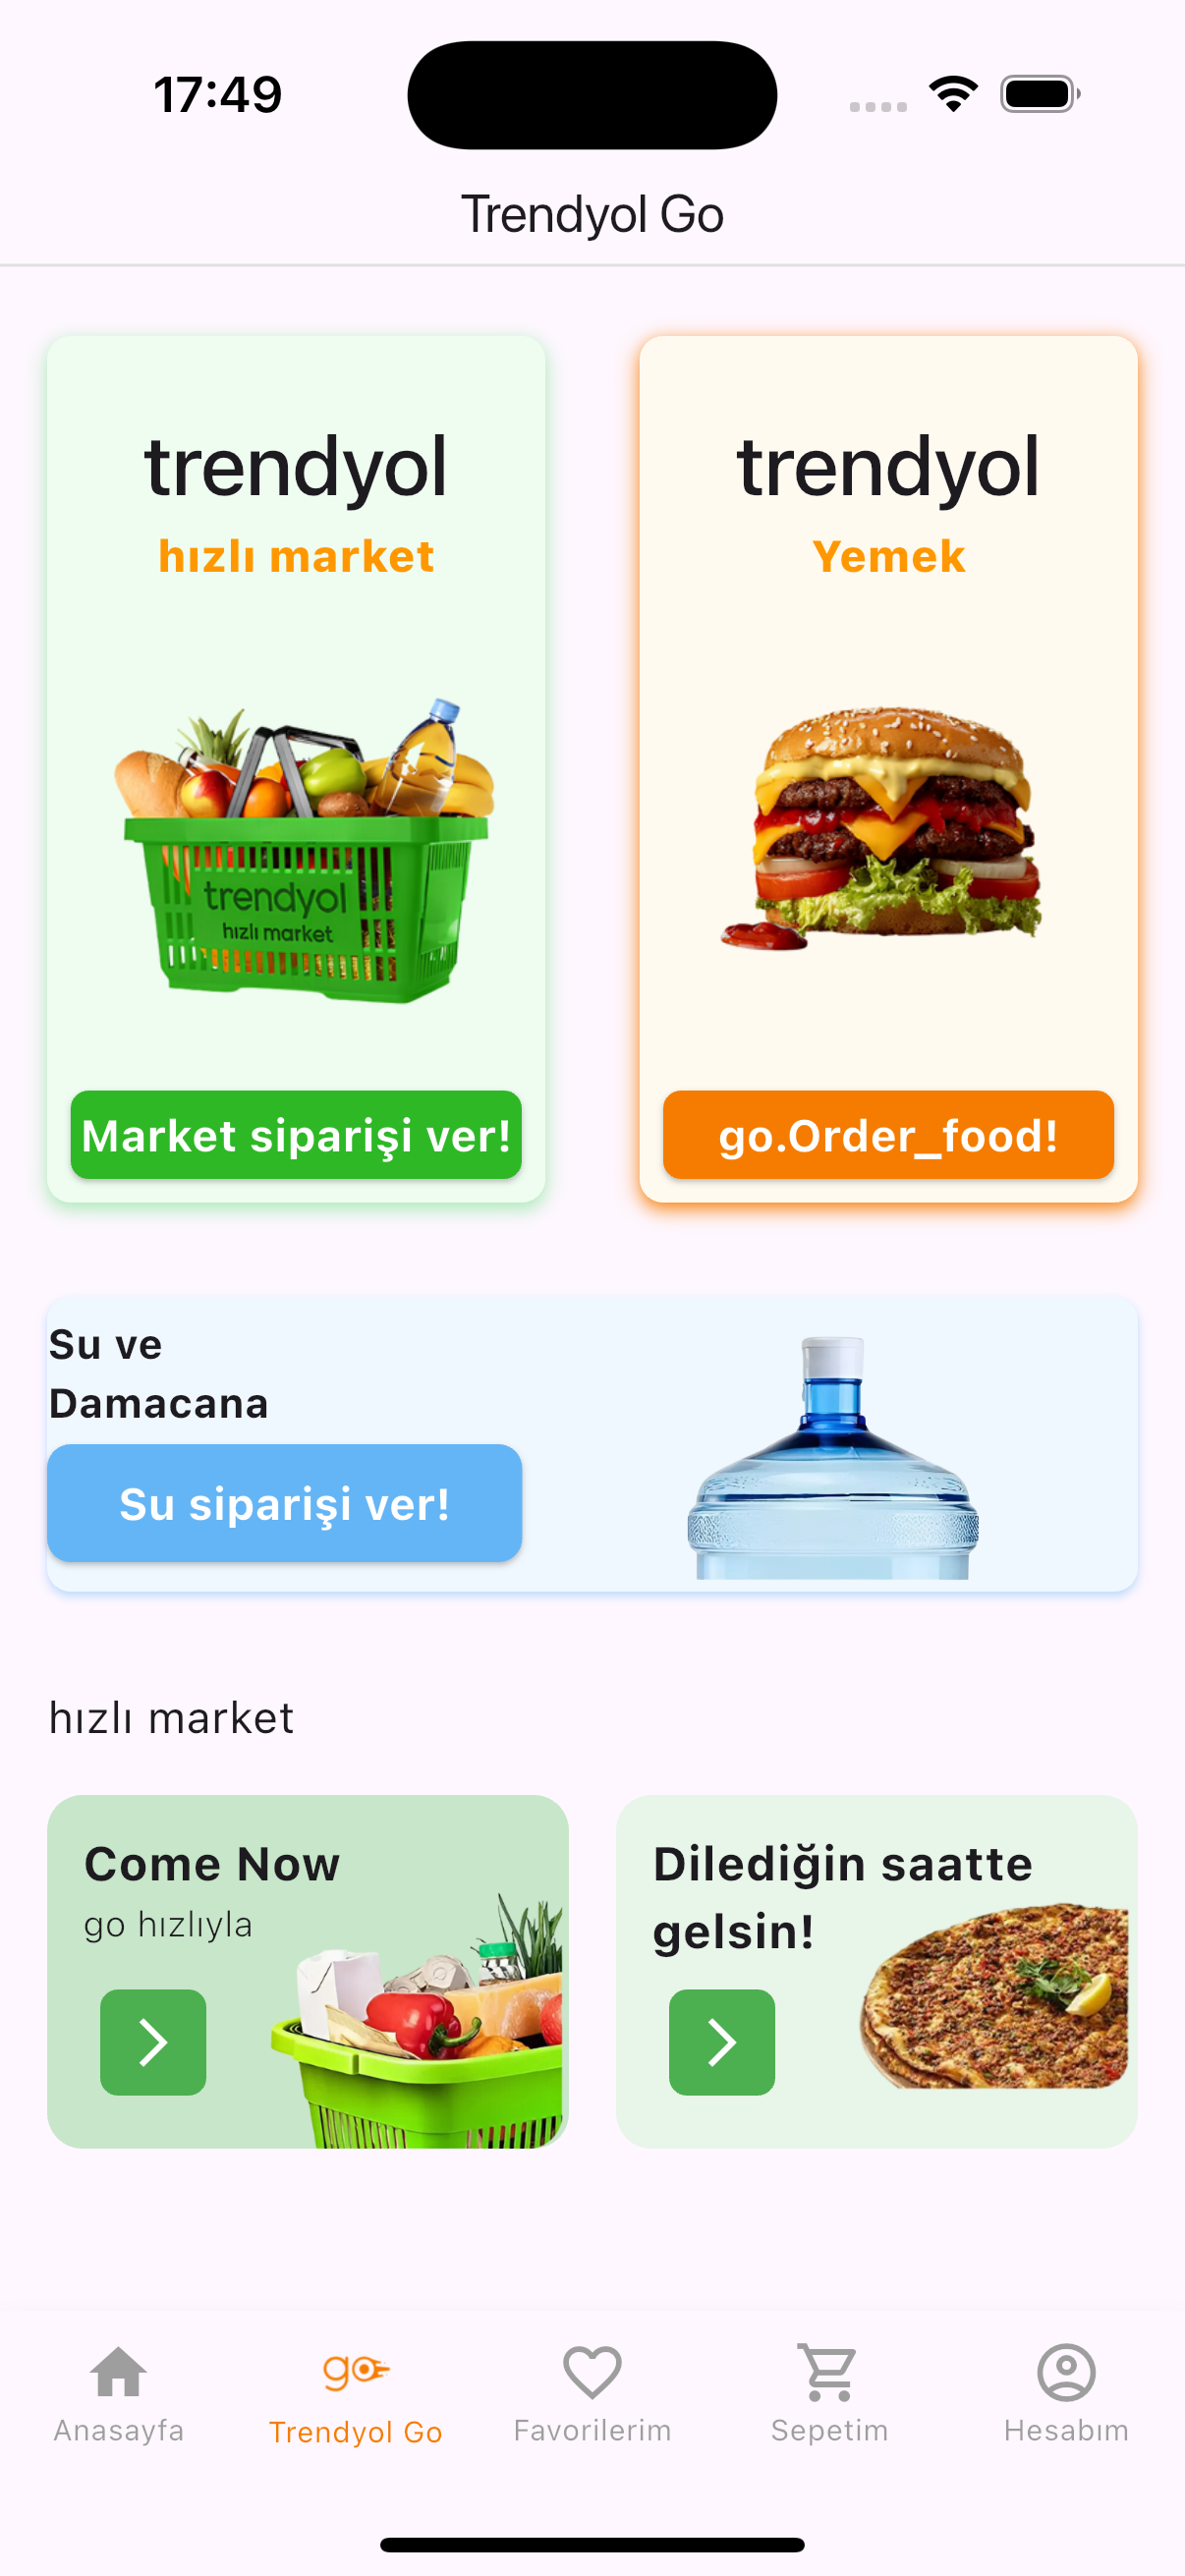 17:49
Trendyol Go
trendyol
hızlı market
trendyol
hızlı market
Market siparişi ver!
trendyol
Yemek
go.Order_food!
Su ve
Damacana
Su siparişi ver!
hızlı market
Come Now
go hızlıyla
Dilediğin saatte
gelsin!
go
Anasayfa
Trendyol Go
Favorilerim
Sepetim
Hesabım